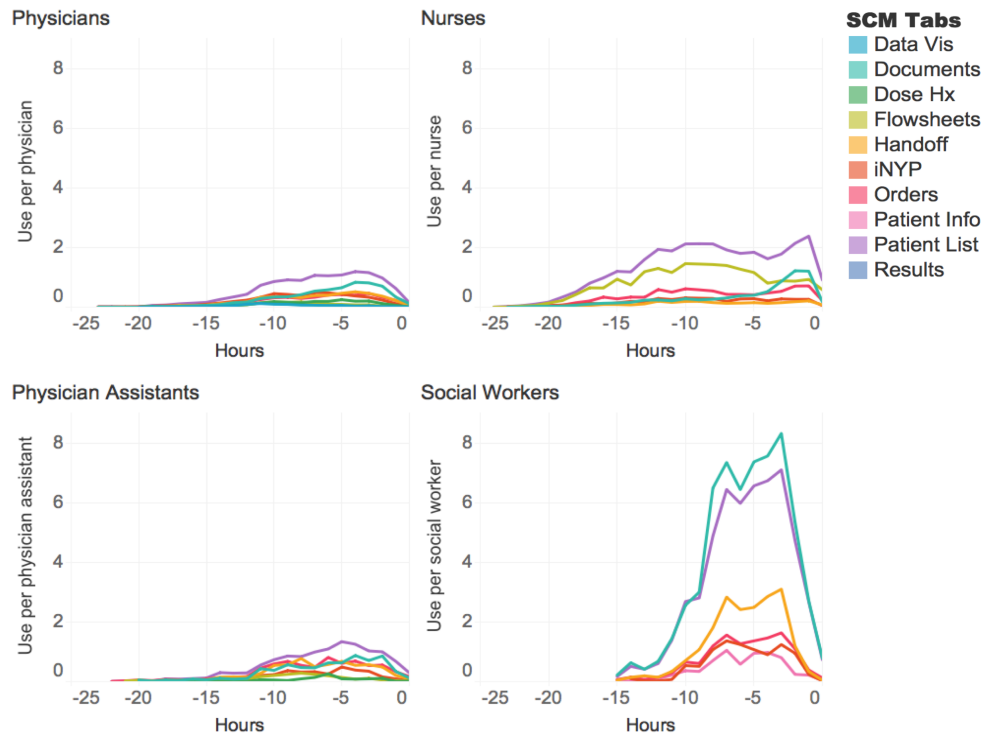 Physicians
Use per physician
8
6
4
2
0
-25 -20 -15 -10 -5 0
Hours
Nurses
Use per nurse
8
6
4
2
0
-25 -20 -15 -10 -5 0
Hours
SCM Tabs
Data Vis
Documents
Dose Hx
Flowsheets
Handoff
iNYP
Orders
Patient Info
Patient List
Results
Physician Assistants
Use per physician assistant
8
6
4
2
0
-25 -20 -15 -10 -5 0
Hours
Social Workers
Use per social worker
8
6
4
2
0
-25 -20 -15 -10 -5 0
Hours